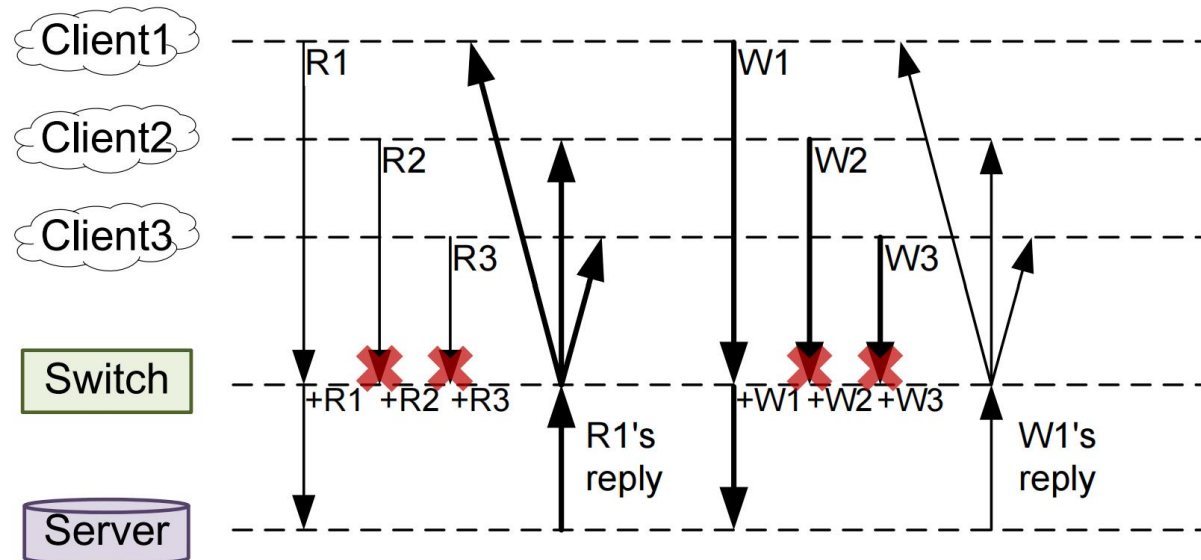 Client1
R1
W1
Client2
R2
W2
Client3
R3
W3
Switch
+R1 +R2 +R3
+W1 +W2 +W3
R1's
reply
W1's
reply
Server